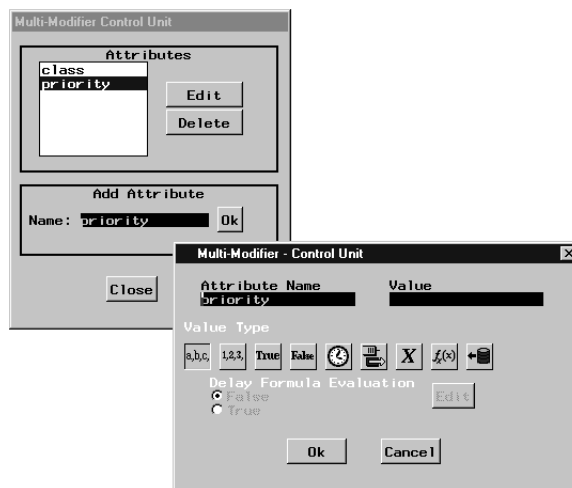 Multi-Modifier Control Unit
Attributes
class
priority
Edit
Delete
Add Attribute
Name: priority Ok
Close
Multi-Modifier - Control Unit
Attribute Name Value
priority
Value Type
a,b,c, 1,2,3, True False X fx(x)
Delay Formula Evaluation
False
True
Edit
Ok Cancel